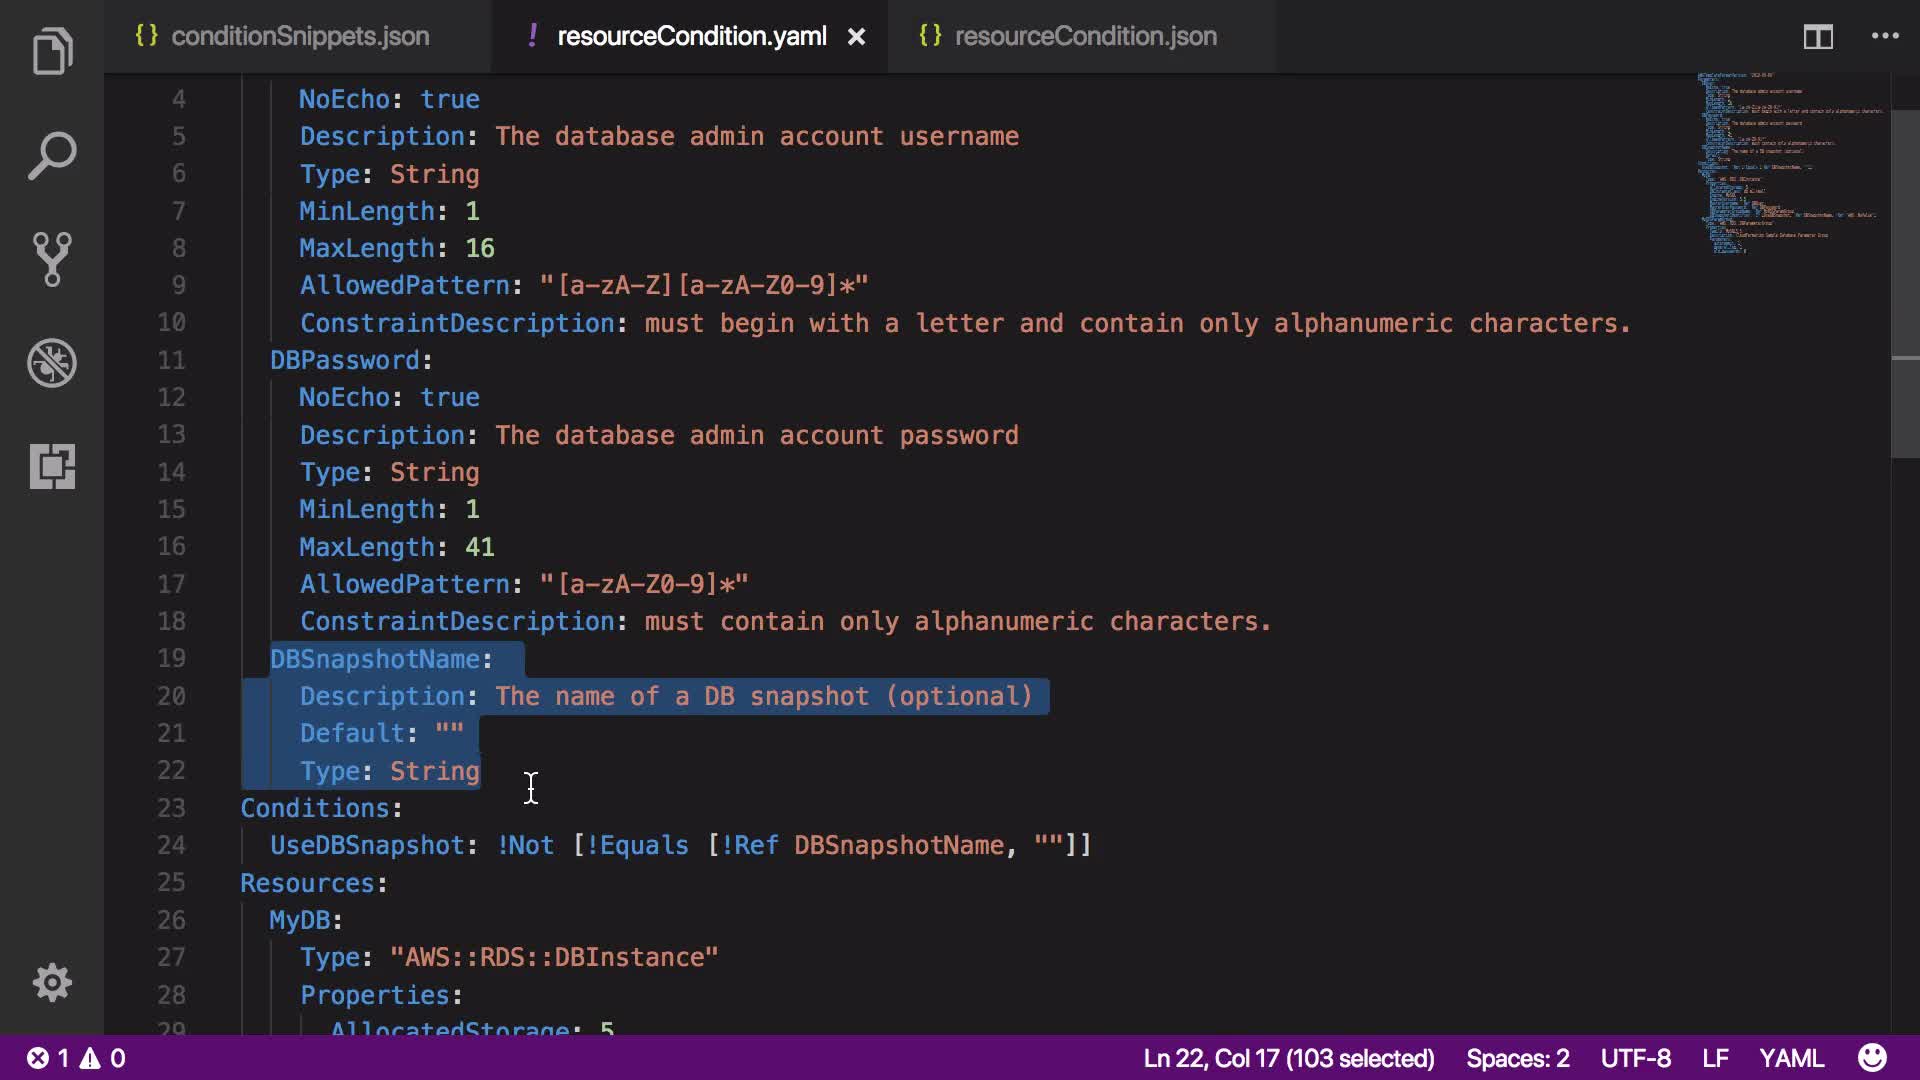 conditionSnippets.json
resourceCondition.yaml
resourceCondition.json
4 NoEcho: true
5 Description: The database admin account username
6 Type: String
7 MinLength: 1
8 MaxLength: 16
9 AllowedPattern: "[a-zA-Z][a-zA-Z0-9]*"
10 ConstraintDescription: must begin with a letter and contain only alphanumeric characters.
11 DBPassword:
12 NoEcho: true
13 Description: The database admin account password
14 Type: String
15 MinLength: 1
16 MaxLength: 41
17 AllowedPattern: "[a-zA-Z0-9]*"
18 ConstraintDescription: must contain only alphanumeric characters.
19 DBSnapshotName:
20 Description: The name of a DB snapshot (optional)
21 Default: ""
22 Type: String
23 Conditions:
24 UseDBSnapshot: !Not [!Equals [!Ref DBSnapshotName, ""]]
25 Resources:
26 MyDB:
27 Type: "AWS::RDS::DBInstance"
28 Properties:
29 AllocatedStorage: 5
1 0 Ln 22, Col 17 (103 selected) Spaces: 2 UTF-8 LF YAML